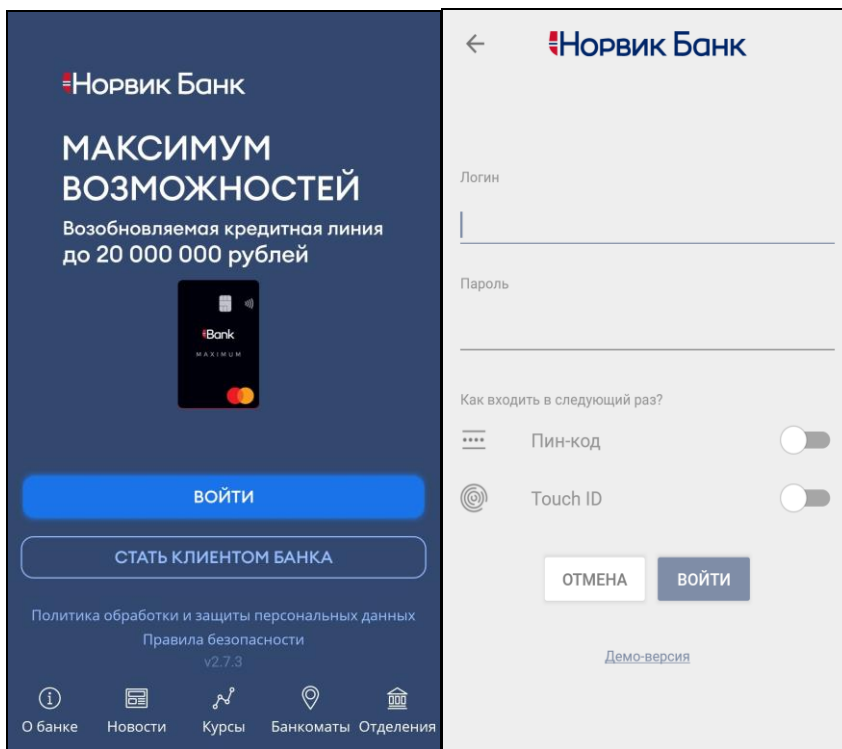 Норвик Банк
МАКСИМУМ
ВОЗМОЖНОСТЕЙ
Возобновляемая кредитная линия
до 20 000 000 рублей
Bank
MAXIMUM
ВОЙТИ
СТАТЬ КЛИЕНТОМ БАНКА
Политика обработки и защиты персональных данных
Правила безопасности
v2.7.3
О банке Новости Курсы Банкоматы Отделения
Норвик Банк
Логин
Пароль
Как входить в следующий раз?
Пин-код
Touch ID
ОТМЕНА ВОЙТИ
Демо-версия